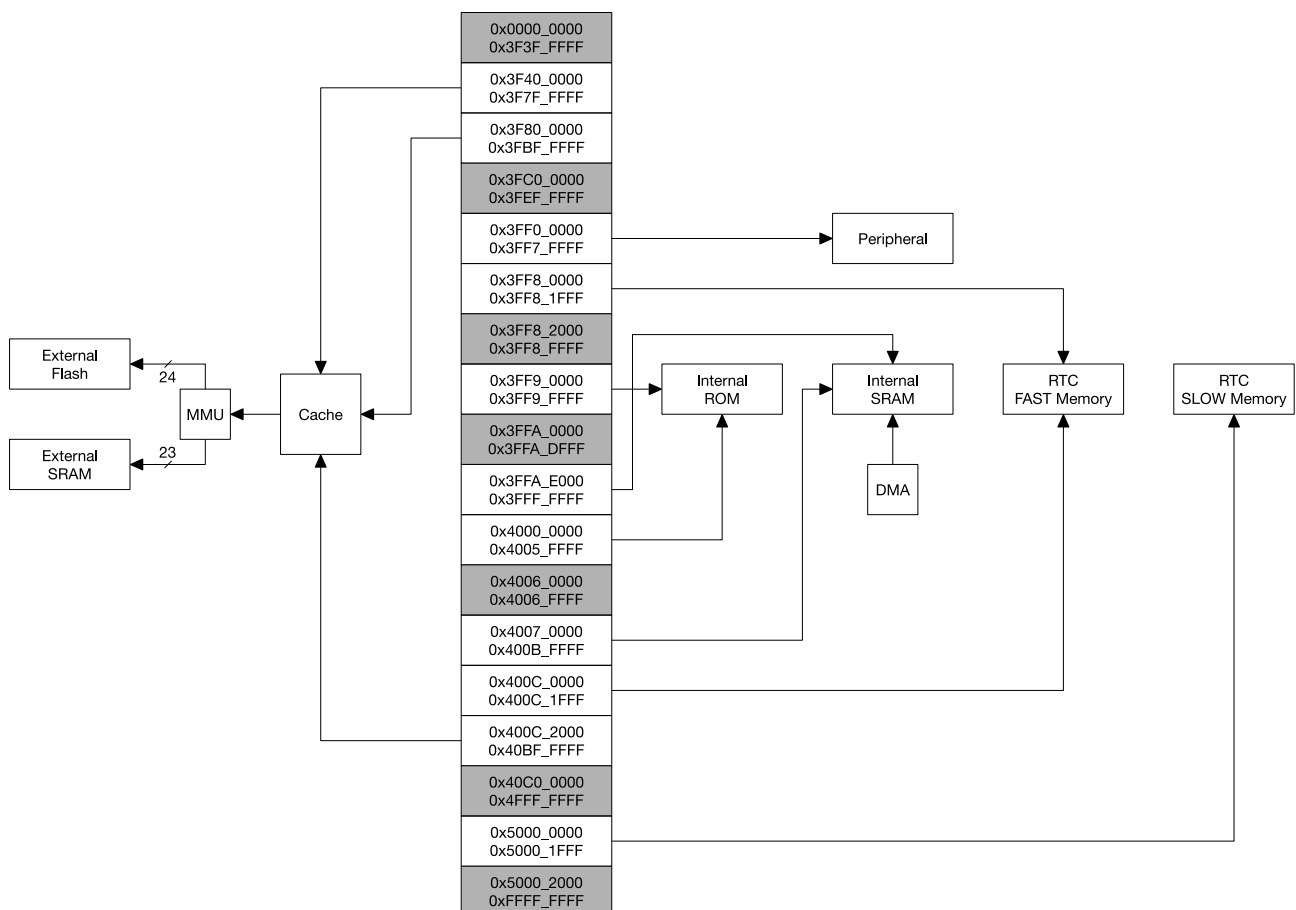 0x0000_0000
0x3F3F_FFFF
0x3F40_0000
0x3F7F_FFFF
0x3F80_0000
0x3FBF_FFFF
0x3FC0_0000
0x3FEF_FFFF
0x3FF0_0000
0x3FF7_FFFF
Peripheral
0x3FF8_0000
0x3FF8_1FFF
0x3FF8_2000
0x3FF8_FFFF
External
Flash
24
MMU
Cache
0x3FF9_0000
0x3FF9_FFFF
Internal
ROM
Internal
SRAM
RTC
FAST Memory
RTC
SLOW Memory
0x3FFA_0000
0x3FFA_DFFF
External
SRAM
23
0x3FFA_E000
0x3FFF_FFFF
DMA
0x4000_0000
0x4005_FFFF
0x4006_0000
0x4006_FFFF
0x4007_0000
0x400B_FFFF
0x400C_0000
0x400C_1FFF
0x400C_2000
0x40BF_FFFF
0x40C0_0000
0x4FFF_FFFF
0x5000_0000
0x5000_1FFF
0x5000_2000
0xFFFF_FFFF